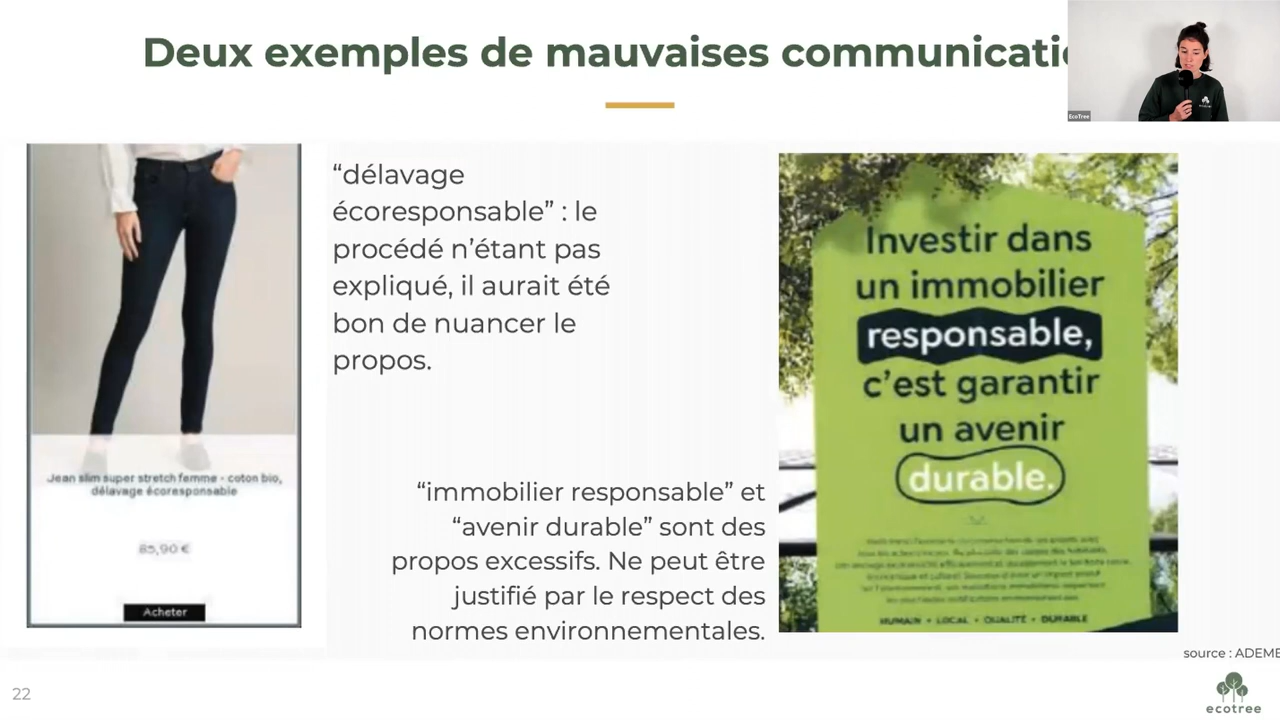 Deux exemples de mauvaises communicatio
EcoTree
“délavage
écoresponsable” : le
procédé n’étant pas
expliqué, il aurait été
bon de nuancer le
propos.
Jean slim super stretch femme - coton bio,
délavage écoresponsable
85,90 €
Acheter
“immobilier responsable” et
“avenir durable” sont des
propos excessifs. Ne peut être
justifié par le respect des
normes environnementales.
Investir dans
un immobilier
responsable,
c’est garantir
un avenir
durable.
HUMAIN • LOCAL • QUALITÉ • DURABLE
source : ADEME
22
ecotree